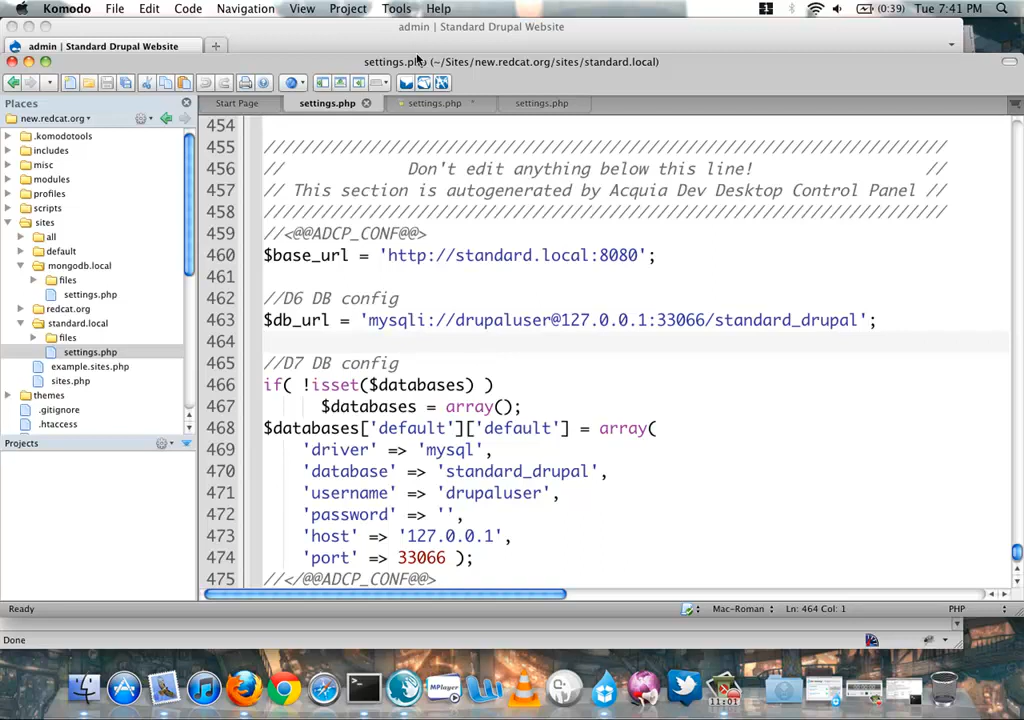 Komodo File Edit Code Navigation View Project Tools Help (0:39) Tue 7:41 PM
admin | Standard Drupal Website
admin | Standard Drupal Website
settings.php (~/Sites/new.redcat.org/sites/standard.local)
Places
Start Page settings.php settings.php settings.php
new.redcat.org
.komodotools
includes
misc
modules
profiles
scripts
sites
all
default
mongodb.local
files
settings.php
redcat.org
standard.local
files
settings.php
example.sites.php
sites.php
themes
.gitignore
.htaccess
Projects
454
455 ///////////////////////////////////////////////////////////////////////
456 // Don't edit anything below this line! //
457 // This section is autogenerated by Acquia Dev Desktop Control Panel //
458 ///////////////////////////////////////////////////////////////////////
459 //<@@ADCP_CONF@@>
460 $base_url = 'http://standard.local:8080';
461
462 //D6 DB config
463 $db_url = 'mysqli://drupaluser@127.0.0.1:33066/standard_drupal';
464
465 //D7 DB config
466 if( !isset($databases) )
467 $databases = array();
468 $databases['default']['default'] = array(
469 'driver' => 'mysql',
470 'database' => 'standard_drupal',
471 'username' => 'drupaluser',
472 'password' => '',
473 'host' => '127.0.0.1',
474 'port' => 33066 );
475 //</@@ADCP_CONF@@>
Ready Mac-Roman Ln: 464 Col: 1 PHP
Done
MPlayer
11:01